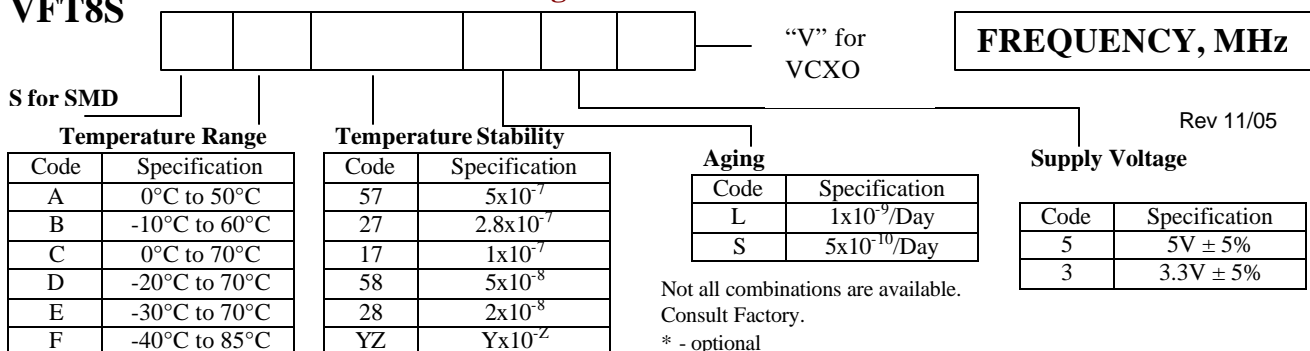 VFT8S
"V" for
VCXO
FREQUENCY, MHz
S for SMD
Rev 11/05
Temperature Range
Code Specification
A 0°C to 50°C
B -10°C to 60°C
C 0°C to 70°C
D -20°C to 70°C
E -30°C to 70°C
F -40°C to 85°C
Temperature Stability
Code Specification
57 5x10⁻⁷
27 2.8x10⁻⁷
17 1x10⁻⁷
58 5x10⁻⁸
28 2x10⁻⁸
YZ Yx10⁻ᶻ
Aging
Code Specification
L 1x10⁻⁹/Day
S 5x10⁻¹⁰/Day
Not all combinations are available.
Consult Factory.
* - optional
Supply Voltage
Code Specification
5 5V ± 5%
3 3.3V ± 5%